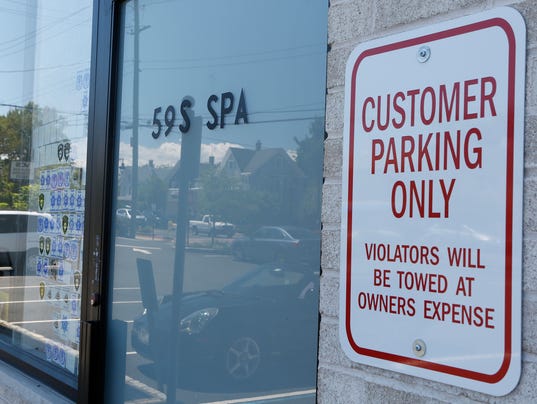 59S SPA
CUSTOMER
PARKING
ONLY
VIOLATORS WILL
BE TOWED AT
OWNERS EXPENSE